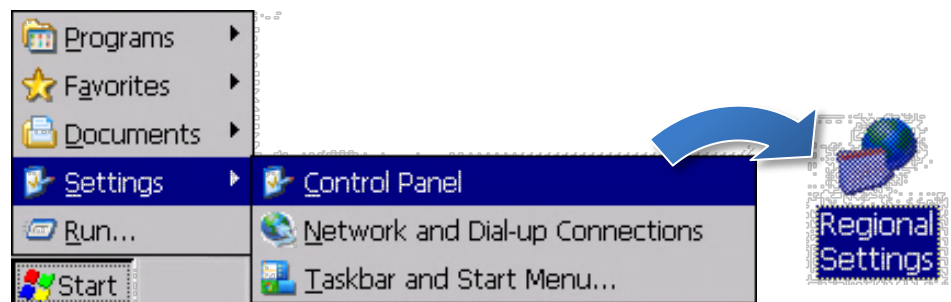 Programs
Favorites
Documents
Settings
Run...
Start
Control Panel
Network and Dial-up Connections
Taskbar and Start Menu...
Regional
Settings